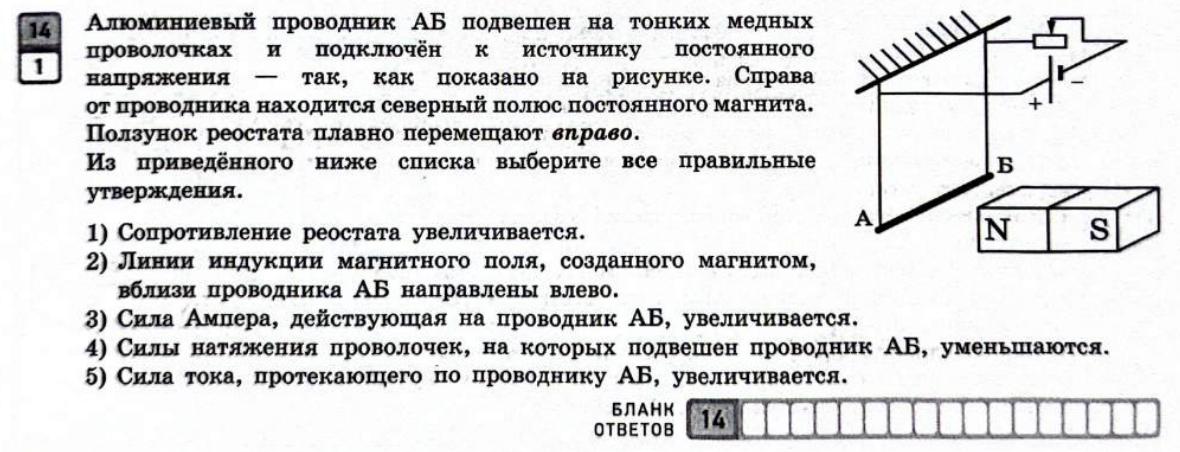 14
1
Алюминиевый проводник АБ подвешен на тонких медных
проволочках и подключён к источнику постоянного
напряжения — так, как показано на рисунке. Справа
от проводника находится северный полюс постоянного магнита.
Ползунок реостата плавно перемещают вправо.
Из приведённого ниже списка выберите все правильные
утверждения.
1) Сопротивление реостата увеличивается.
2) Линии индукции магнитного поля, созданного магнитом,
вблизи проводника АБ направлены влево.
3) Сила Ампера, действующая на проводник АБ, увеличивается.
4) Силы натяжения проволочек, на которых подвешен проводник АБ, уменьшаются.
5) Сила тока, протекающего по проводнику АБ, увеличивается.
+ −
Б
А
N S
БЛАНК
ОТВЕТОВ 14